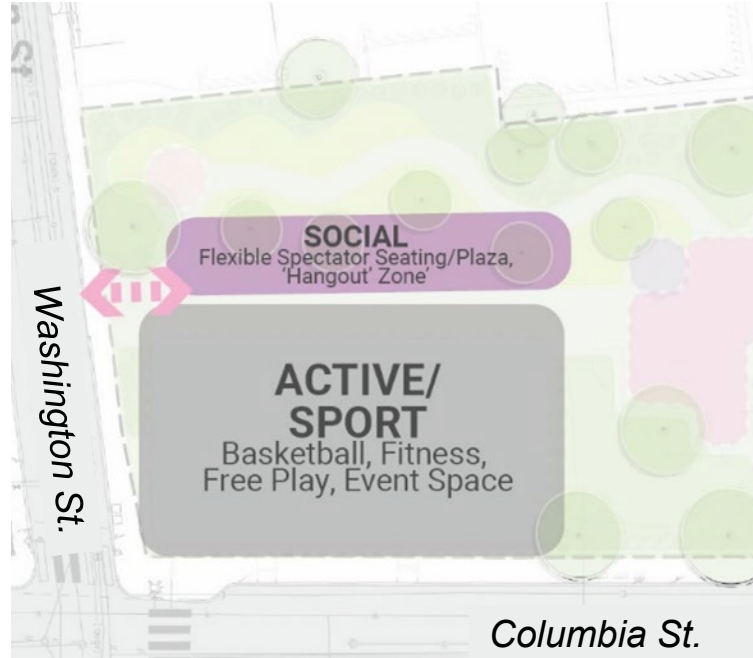 SOCIAL
Flexible Spectator Seating/Plaza,
‘Hangout’ Zone’
ACTIVE/
SPORT
Basketball, Fitness,
Free Play, Event Space
Washington St.
Columbia St.